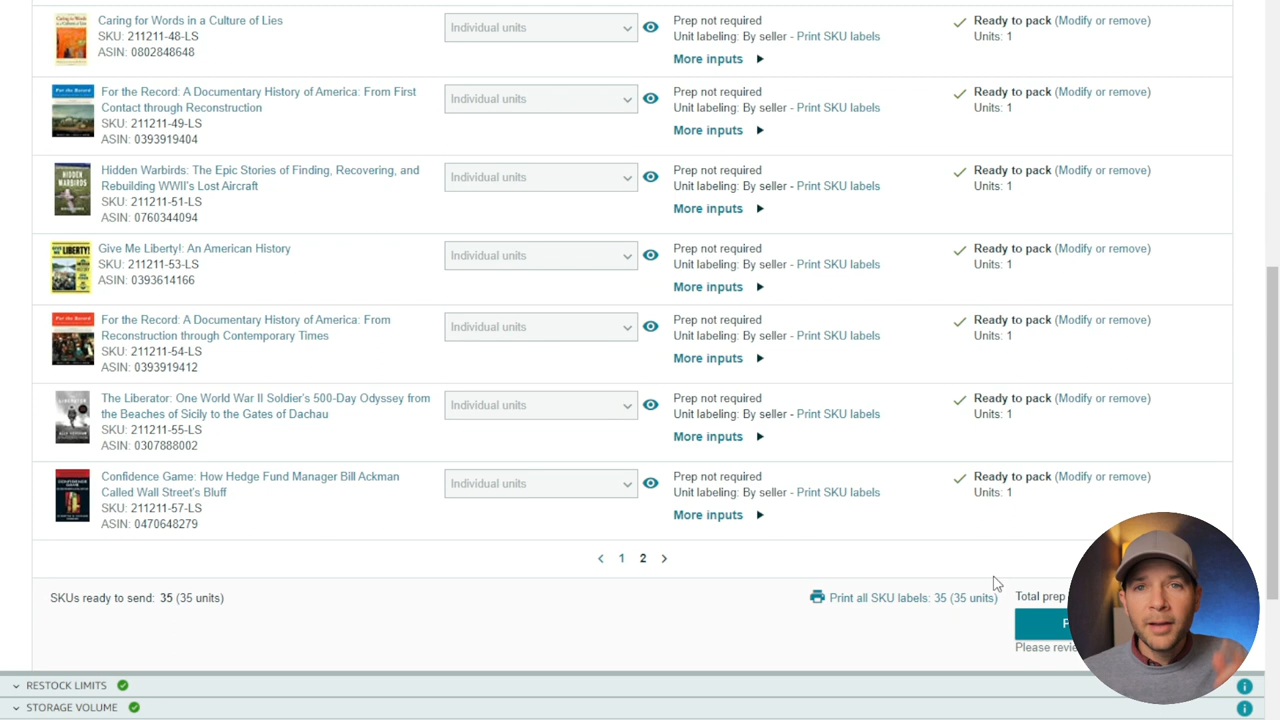 Caring for Words in a Culture of Lies
SKU: 211211-48-LS
ASIN: 0802848648
Individual units
Prep not required
Unit labeling: By seller - Print SKU labels
More inputs
Ready to pack (Modify or remove)
Units: 1
For the Record: A Documentary History of America: From First
Contact through Reconstruction
SKU: 211211-49-LS
ASIN: 0393919404
Individual units
Prep not required
Unit labeling: By seller - Print SKU labels
More inputs
Ready to pack (Modify or remove)
Units: 1
HIDDEN
WARBIRDS
Hidden Warbirds: The Epic Stories of Finding, Recovering, and
Rebuilding WWII's Lost Aircraft
SKU: 211211-51-LS
ASIN: 0760344094
Individual units
Prep not required
Unit labeling: By seller - Print SKU labels
More inputs
Ready to pack (Modify or remove)
Units: 1
GIVE ME LIBERTY!
Give Me Liberty!: An American History
SKU: 211211-53-LS
ASIN: 0393614166
Individual units
Prep not required
Unit labeling: By seller - Print SKU labels
More inputs
Ready to pack (Modify or remove)
Units: 1
For the Record: A Documentary History of America: From
Reconstruction through Contemporary Times
SKU: 211211-54-LS
ASIN: 0393919412
Individual units
Prep not required
Unit labeling: By seller - Print SKU labels
More inputs
Ready to pack (Modify or remove)
Units: 1
The Liberator: One World War II Soldier's 500-Day Odyssey from
the Beaches of Sicily to the Gates of Dachau
SKU: 211211-55-LS
ASIN: 0307888002
Individual units
Prep not required
Unit labeling: By seller - Print SKU labels
More inputs
Ready to pack (Modify or remove)
Units: 1
Confidence Game: How Hedge Fund Manager Bill Ackman
Called Wall Street's Bluff
SKU: 211211-57-LS
ASIN: 0470648279
Individual units
Prep not required
Unit labeling: By seller - Print SKU labels
More inputs
Ready to pack (Modify or remove)
Units: 1
1 2
SKUs ready to send: 35 (35 units)
Print all SKU labels: 35 (35 units)
Total prep
Please
RESTOCK LIMITS
STORAGE VOLUME